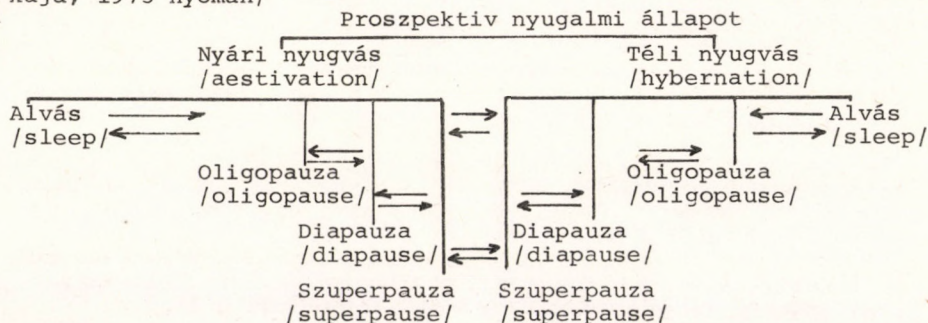 1975 nyomán/
Proszpektiv nyugalmi állapot
Nyári nyugvás
/aestivation/
Téli nyugvás
/hybernation/
Alvás
/sleep/
Alvás
/sleep/
Oligopauza
/oligopause/
Oligopauza
/oligopause/
Diapauza
/diapause/
Diapauza
/diapause/
Szuperpauza
/superpause/
Szuperpauza
/superpause/